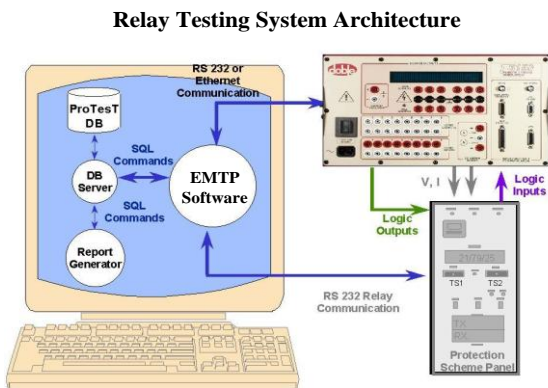 Relay Testing System Architecture
RS 232 or
Ethernet
Communication
ProTesT
DB
SQL
Commands
DB
Server
EMTP
Software
SQL
Commands
Report
Generator
V, I
Logic
Inputs
Logic
Outputs
21/79/25
TS1
TS2
RS 232 Relay
Communication
TX
RX
Protection
Scheme Panel